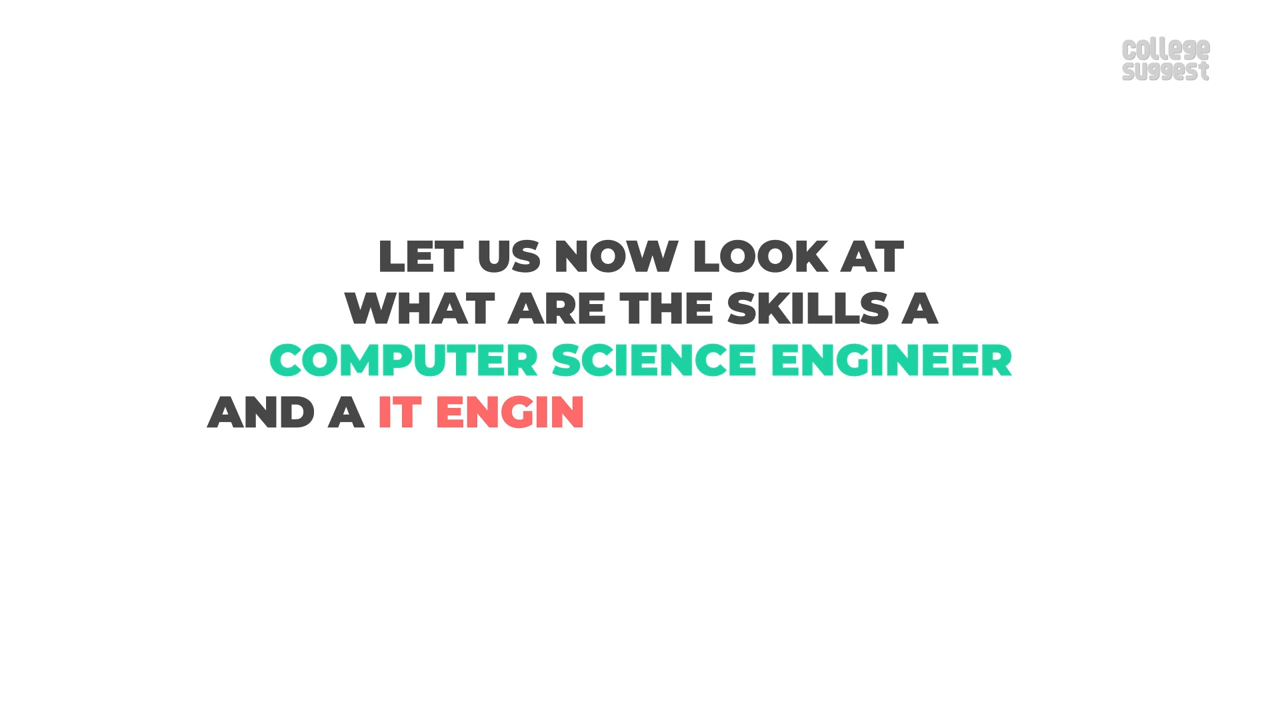 college
suggest
LET US NOW LOOK AT
WHAT ARE THE SKILLS A
COMPUTER SCIENCE ENGINEER
AND A IT ENGIN